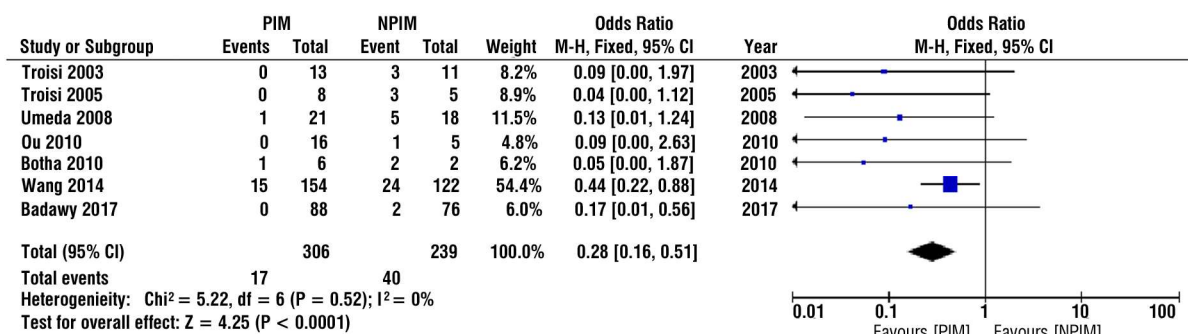 PIM NPIM Odds Ratio Odds Ratio
Study or Subgroup Events Total Event Total Weight M-H, Fixed, 95% CI Year M-H, Fixed, 95% CI
Troisi 2003 0 13 3 11 8.2% 0.09 [0.00, 1.97] 2003
Troisi 2005 0 8 3 5 8.9% 0.04 [0.00, 1.12] 2005
Umeda 2008 1 21 5 18 11.5% 0.13 [0.01, 1.24] 2008
Ou 2010 0 16 1 5 4.8% 0.09 [0.00, 2.63] 2010
Botha 2010 1 6 2 2 6.2% 0.05 [0.00, 1.87] 2010
Wang 2014 15 154 24 122 54.4% 0.44 [0.22, 0.88] 2014
Badawy 2017 0 88 2 76 6.0% 0.17 [0.01, 0.56] 2017
Total (95% CI) 306 239 100.0% 0.28 [0.16, 0.51]
Total events 17 40
Heterogenieity: Chi² = 5.22, df = 6 (P = 0.52); I² = 0%
Test for overall effect: Z = 4.25 (P < 0.0001)
0.01 0.1 1 10 100
Favours [PIM] Favours [NPIM]